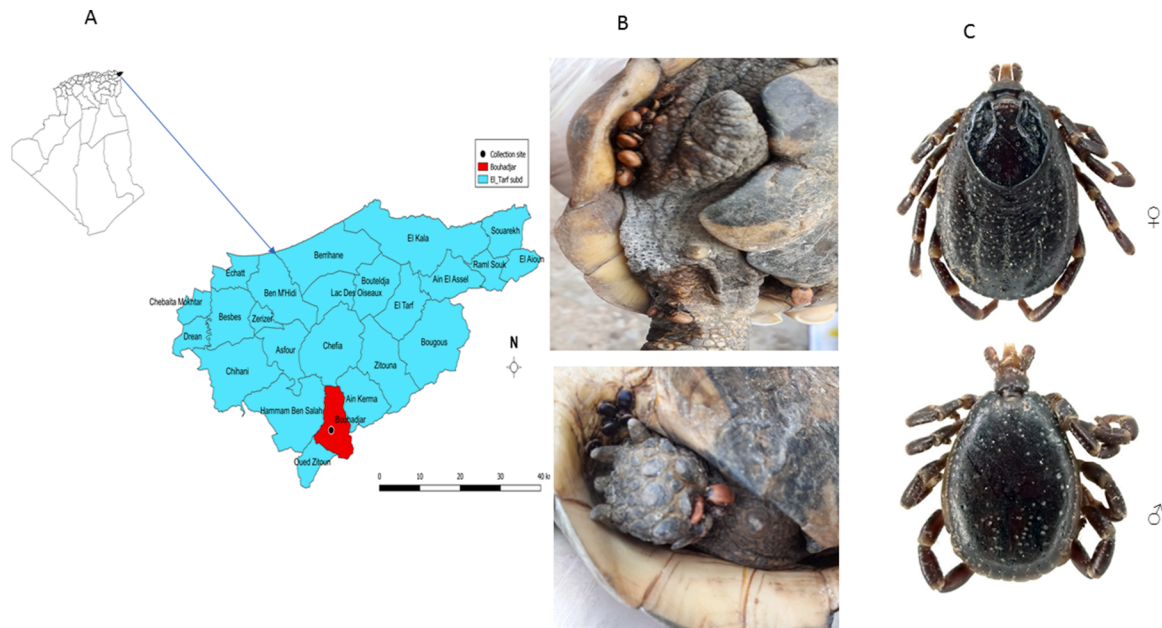 A
B
C
Collection site
Bouhadjar
El_Tarf subd
Souarekh
El Kala
Berrihane
El Aioun
Raml Souk
Echatt
Bouteldja
Ain El Assel
Ben M'Hidi
Lac Des Oiseaux
Chebaita Mokhtar
El Tarf
Besbes
Zerizer
Drean
Chefia
Bougous
N
Asfour
Zitouna
Chihani
Ain Kerma
Hammam Ben Salah
Bouhadjar
Oued Zitoun
0 10 20 30 40 k
♀
♂